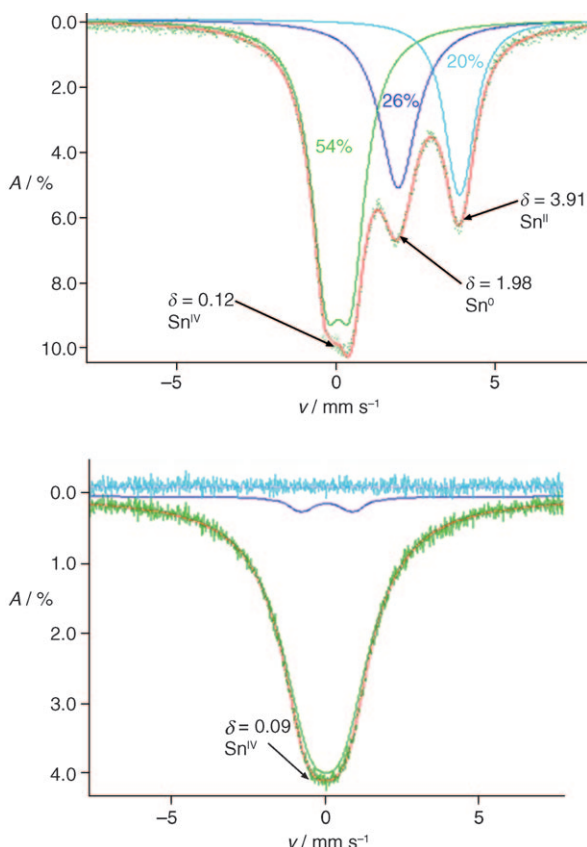 0.0
2.0
4.0
6.0
8.0
10.0
A / %
54%
26%
20%
δ = 3.91
Sn^II
δ = 1.98
Sn^0
δ = 0.12
Sn^IV
−5
0
5
v / mm s⁻¹
0.0
1.0
2.0
3.0
4.0
A / %
δ = 0.09
Sn^IV
−5
0
5
v / mm s⁻¹